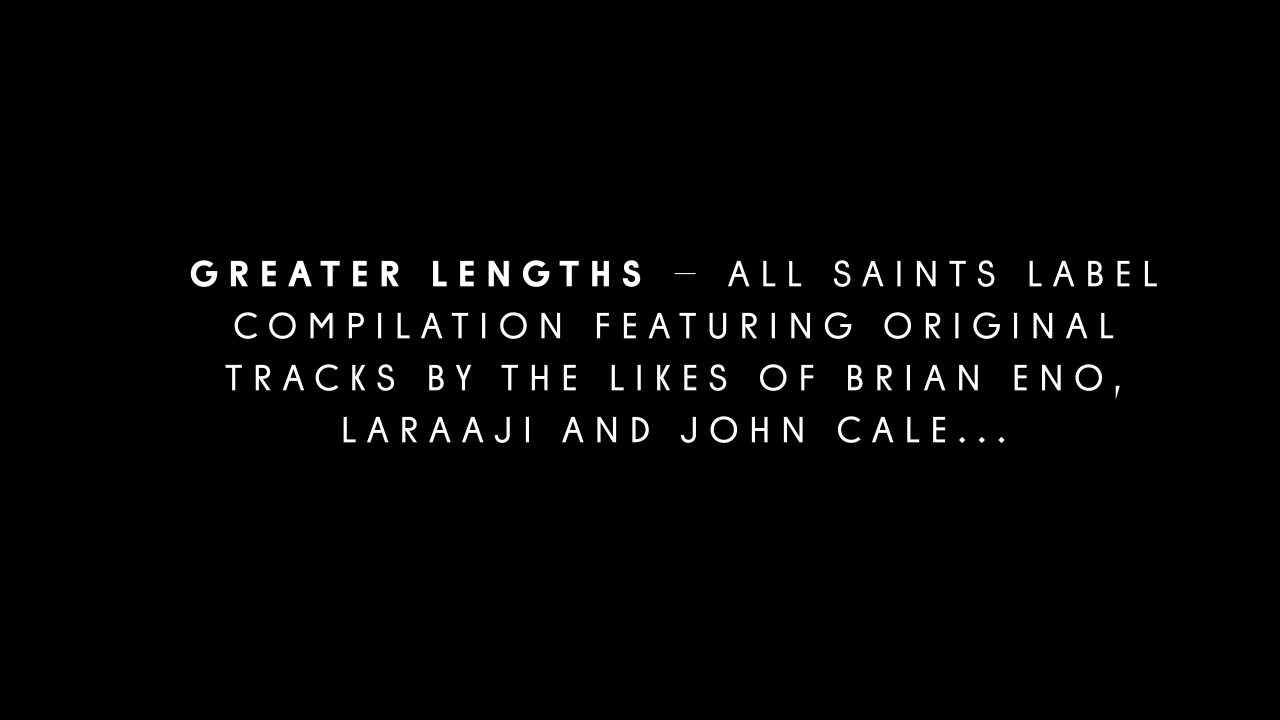 GREATER LENGTHS – ALL SAINTS LABEL
COMPILATION FEATURING ORIGINAL
TRACKS BY THE LIKES OF BRIAN ENO,
LARAAJI AND JOHN CALE...